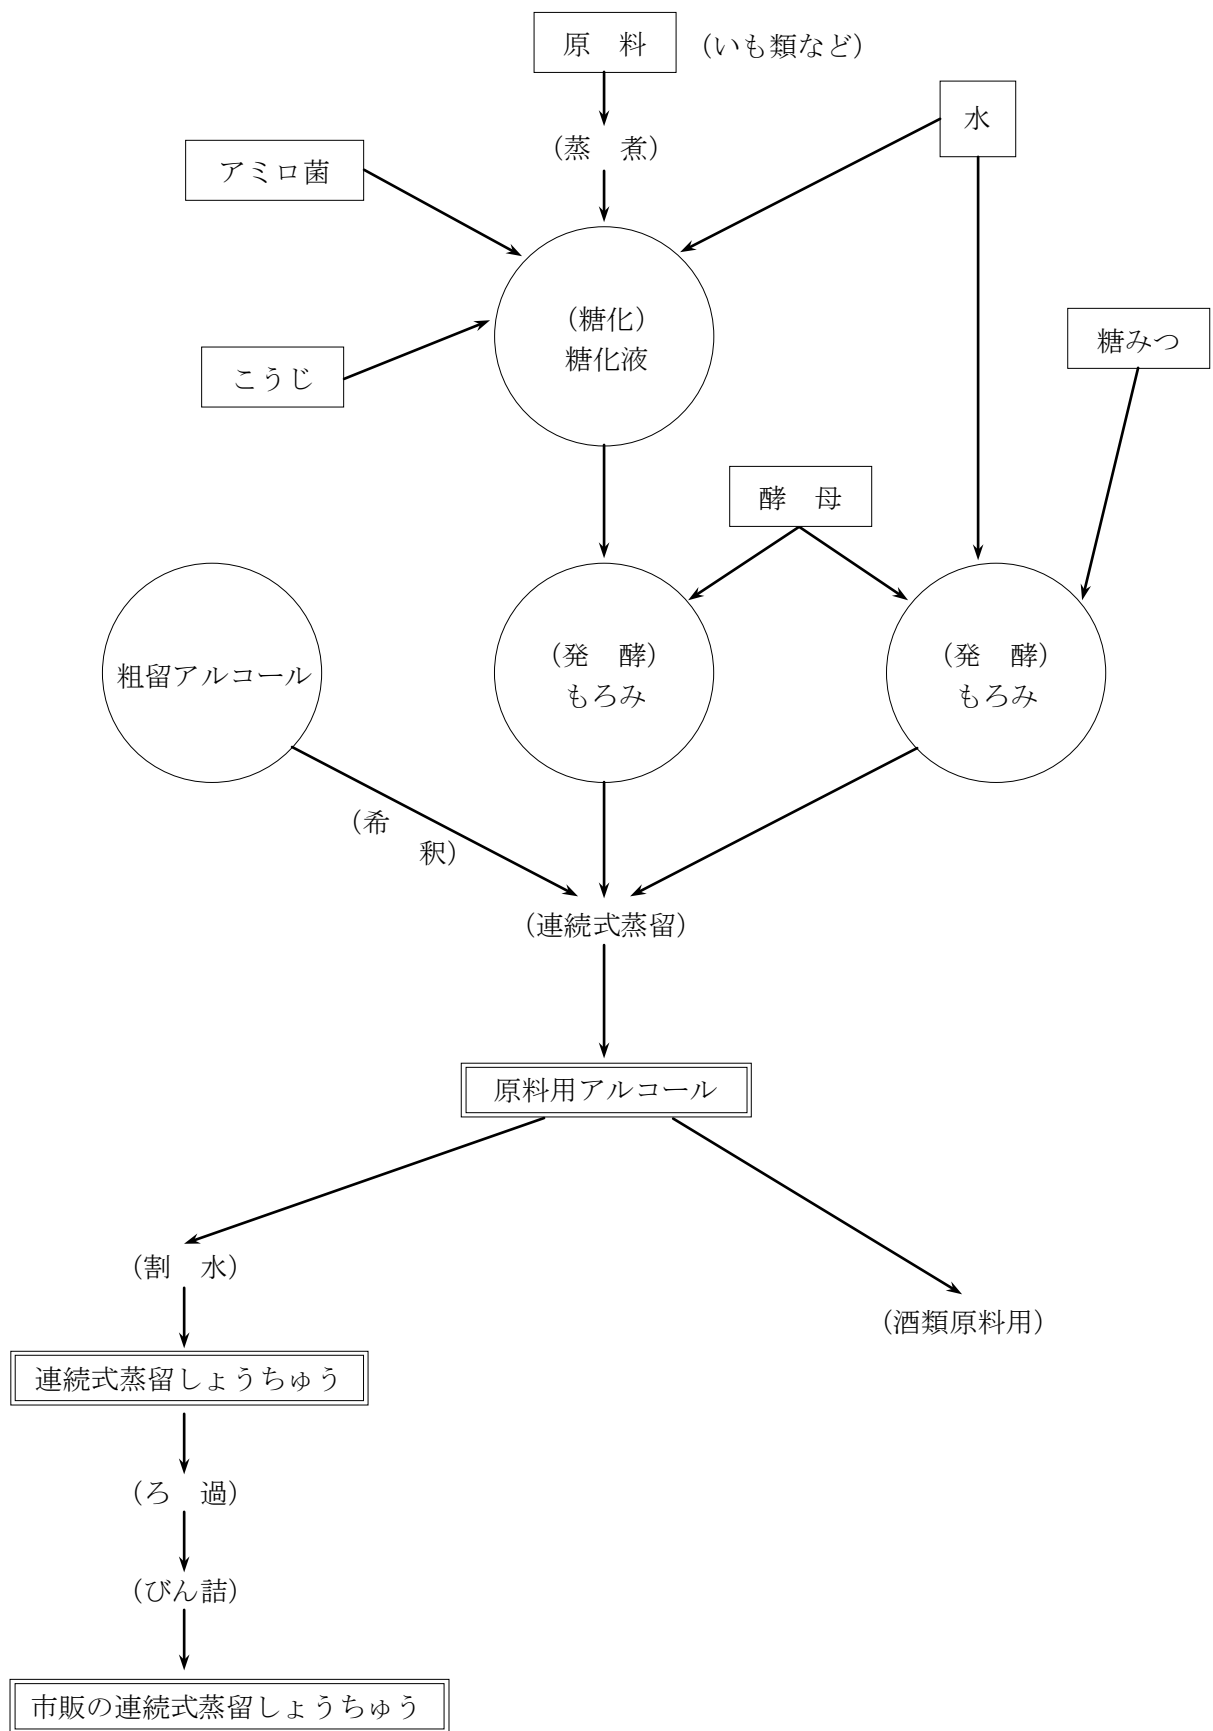 原　料
（いも類など）
（蒸　煮）
水
アミロ菌
（糖化）
糖化液
糖みつ
こうじ
酵　母
粗留アルコール
（発　酵）
もろみ
（発　酵）
もろみ
（希
釈）
（連続式蒸留）
原料用アルコール
（割　水）
（酒類原料用）
連続式蒸留しょうちゅう
（ろ　過）
（びん詰）
市販の連続式蒸留しょうちゅう